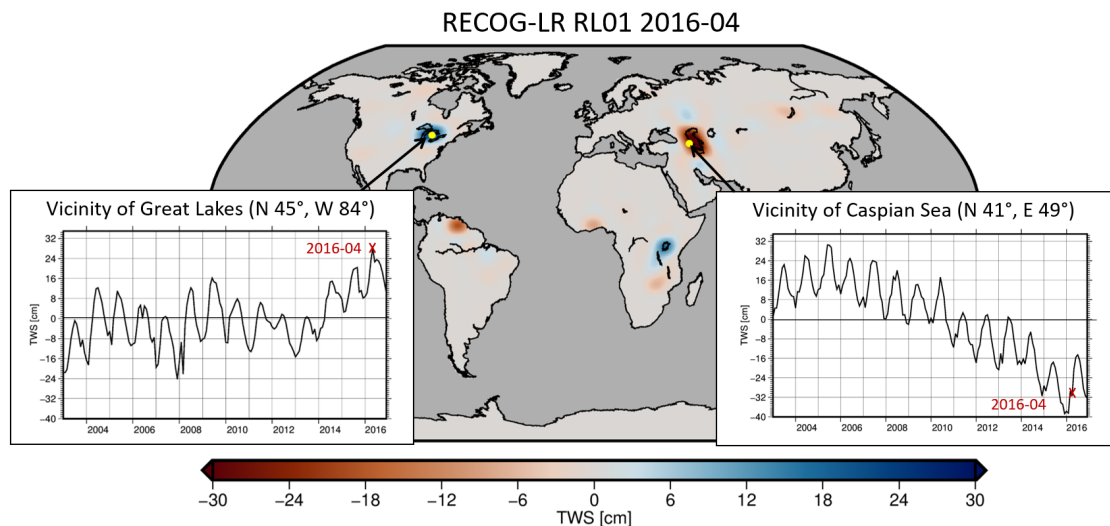 RECOG-LR RL01 2016-04
Vicinity of Great Lakes (N 45°, W 84°)
32
24
16
8
0
−8
−16
−24
−32
−40
TWS [cm]
2016-04 X
2004 2006 2008 2010 2012 2014 2016
Vicinity of Caspian Sea (N 41°, E 49°)
32
24
16
8
0
−8
−16
−24
−32
−40
TWS [cm]
2016-04 X
2004 2006 2008 2010 2012 2014 2016
−30 −24 −18 −12 −6 0 6 12 18 24 30
TWS [cm]